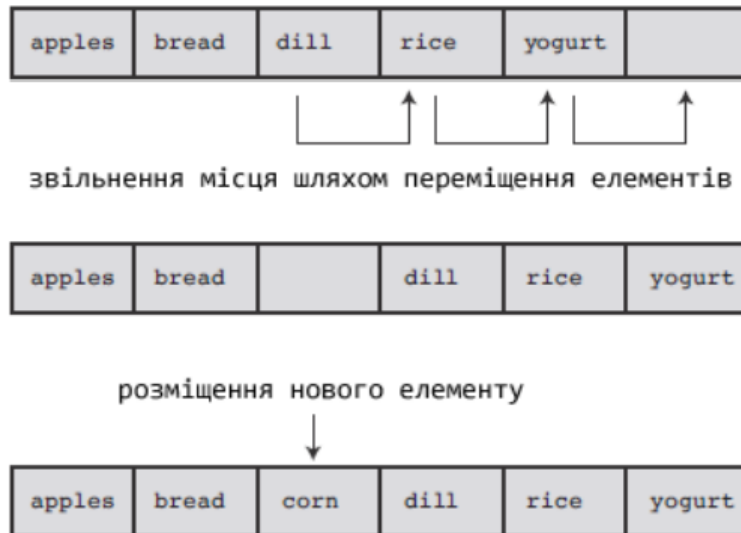 apples bread dill rice yogurt
звільнення місця шляхом переміщення елементів
apples bread dill rice yogurt
розміщення нового елементу
apples bread corn dill rice yogurt